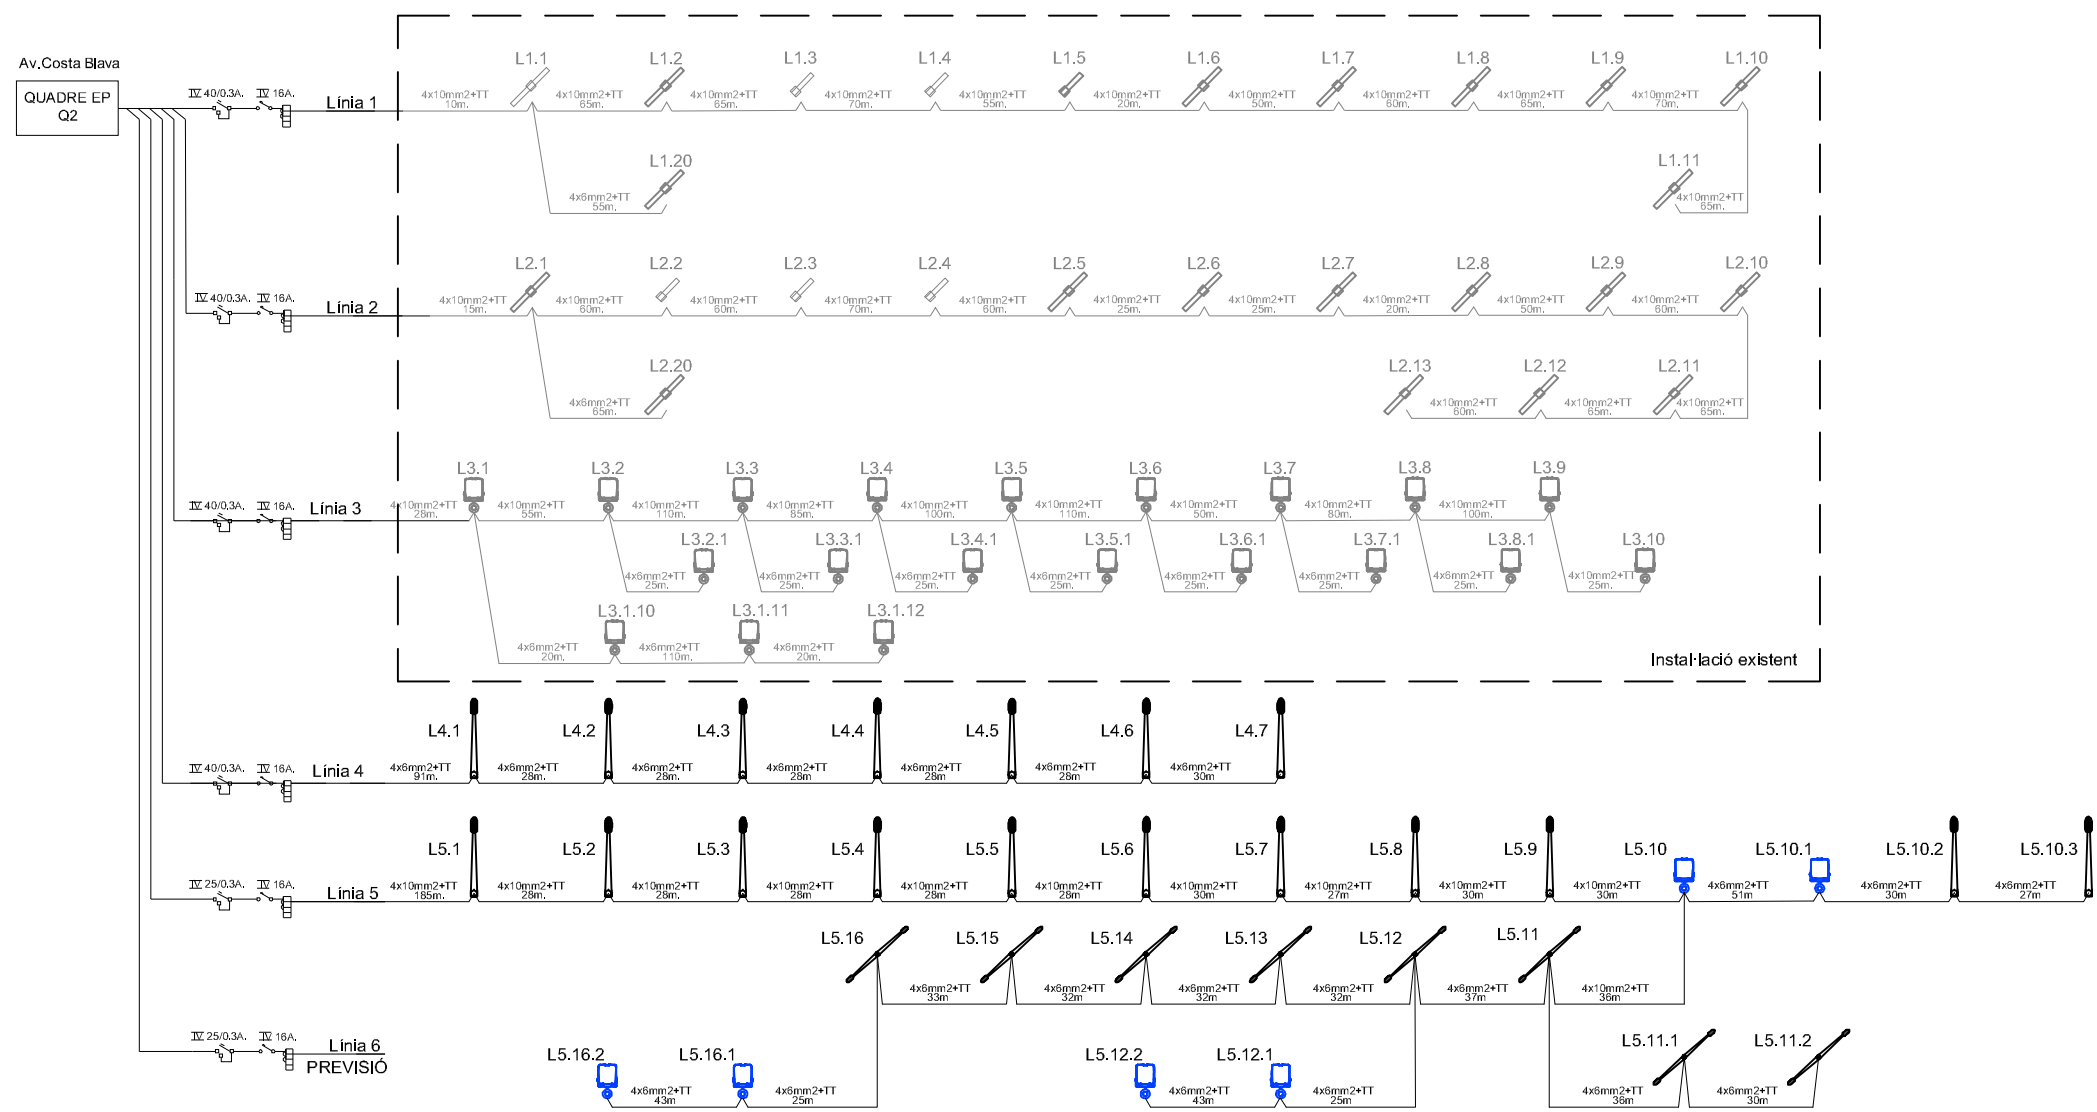 Av.Costa Blava
QUADRE EP
Q2
IV 40/0.3A. IV 16A.
Línia 1
L1.1 L1.2 L1.3 L1.4 L1.5 L1.6 L1.7 L1.8 L1.9 L1.10
4x10mm2+TT 4x10mm2+TT 4x10mm2+TT 4x10mm2+TT 4x10mm2+TT 4x10mm2+TT 4x10mm2+TT 4x10mm2+TT 4x10mm2+TT 4x10mm2+TT
10m. 65m. 65m. 70m. 55m. 20m. 50m. 60m. 65m. 70m.
L1.20 L1.11
4x6mm2+TT 4x10mm2+TT
55m. 65m.
IV 40/0.3A. IV 16A.
Línia 2
L2.1 L2.2 L2.3 L2.4 L2.5 L2.6 L2.7 L2.8 L2.9 L2.10
4x10mm2+TT 4x10mm2+TT 4x10mm2+TT 4x10mm2+TT 4x10mm2+TT 4x10mm2+TT 4x10mm2+TT 4x10mm2+TT 4x10mm2+TT 4x10mm2+TT
15m. 60m. 60m. 70m. 60m. 25m. 25m. 20m. 50m. 60m.
L2.20 L2.13 L2.12 L2.11
4x6mm2+TT 4x10mm2+TT 4x10mm2+TT 4x10mm2+TT
65m. 60m. 65m. 65m.
IV 40/0.3A. IV 16A.
Línia 3
L3.1 L3.2 L3.3 L3.4 L3.5 L3.6 L3.7 L3.8 L3.9
4x10mm2+TT 4x10mm2+TT 4x10mm2+TT 4x10mm2+TT 4x10mm2+TT 4x10mm2+TT 4x10mm2+TT 4x10mm2+TT 4x10mm2+TT
28m. 55m. 110m. 85m. 100m. 110m. 50m. 80m. 100m.
L3.2.1 L3.3.1 L3.4.1 L3.5.1 L3.6.1 L3.7.1 L3.8.1 L3.10
4x6mm2+TT 4x6mm2+TT 4x6mm2+TT 4x6mm2+TT 4x6mm2+TT 4x6mm2+TT 4x6mm2+TT 4x10mm2+TT
25m. 25m. 25m. 25m. 25m. 25m. 25m. 25m.
L3.1.10 L3.1.11 L3.1.12
4x6mm2+TT 4x6mm2+TT 4x6mm2+TT
20m. 110m. 20m.
Instal·lació existent
IV 40/0.3A. IV 16A.
Línia 4
L4.1 L4.2 L4.3 L4.4 L4.5 L4.6 L4.7
4x6mm2+TT 4x6mm2+TT 4x6mm2+TT 4x6mm2+TT 4x6mm2+TT 4x6mm2+TT 4x6mm2+TT
91m. 28m. 28m. 28m 28m 28m 30m
IV 25/0.3A. IV 16A.
Línia 5
L5.1 L5.2 L5.3 L5.4 L5.5 L5.6 L5.7 L5.8 L5.9 L5.10 L5.10.1 L5.10.2 L5.10.3
4x10mm2+TT 4x10mm2+TT 4x10mm2+TT 4x10mm2+TT 4x10mm2+TT 4x10mm2+TT 4x10mm2+TT 4x10mm2+TT 4x10mm2+TT 4x6mm2+TT 4x6mm2+TT 4x6mm2+TT
185m. 28m. 28m. 28m 28m 30m 27m 30m 30m 51m 30m 27m
L5.16 L5.15 L5.14 L5.13 L5.12 L5.11
4x6mm2+TT 4x6mm2+TT 4x6mm2+TT 4x6mm2+TT 4x6mm2+TT 4x10mm2+TT
33m 32m 32m 32m 37m 36m
IV 25/0.3A. IV 16A.
Línia 6
PREVISIÓ
L5.16.2 L5.16.1 L5.12.2 L5.12.1 L5.11.1 L5.11.2
4x6mm2+TT 4x6mm2+TT 4x6mm2+TT 4x6mm2+TT 4x6mm2+TT 4x6mm2+TT
43m 25m 43m 25m 36m 30m